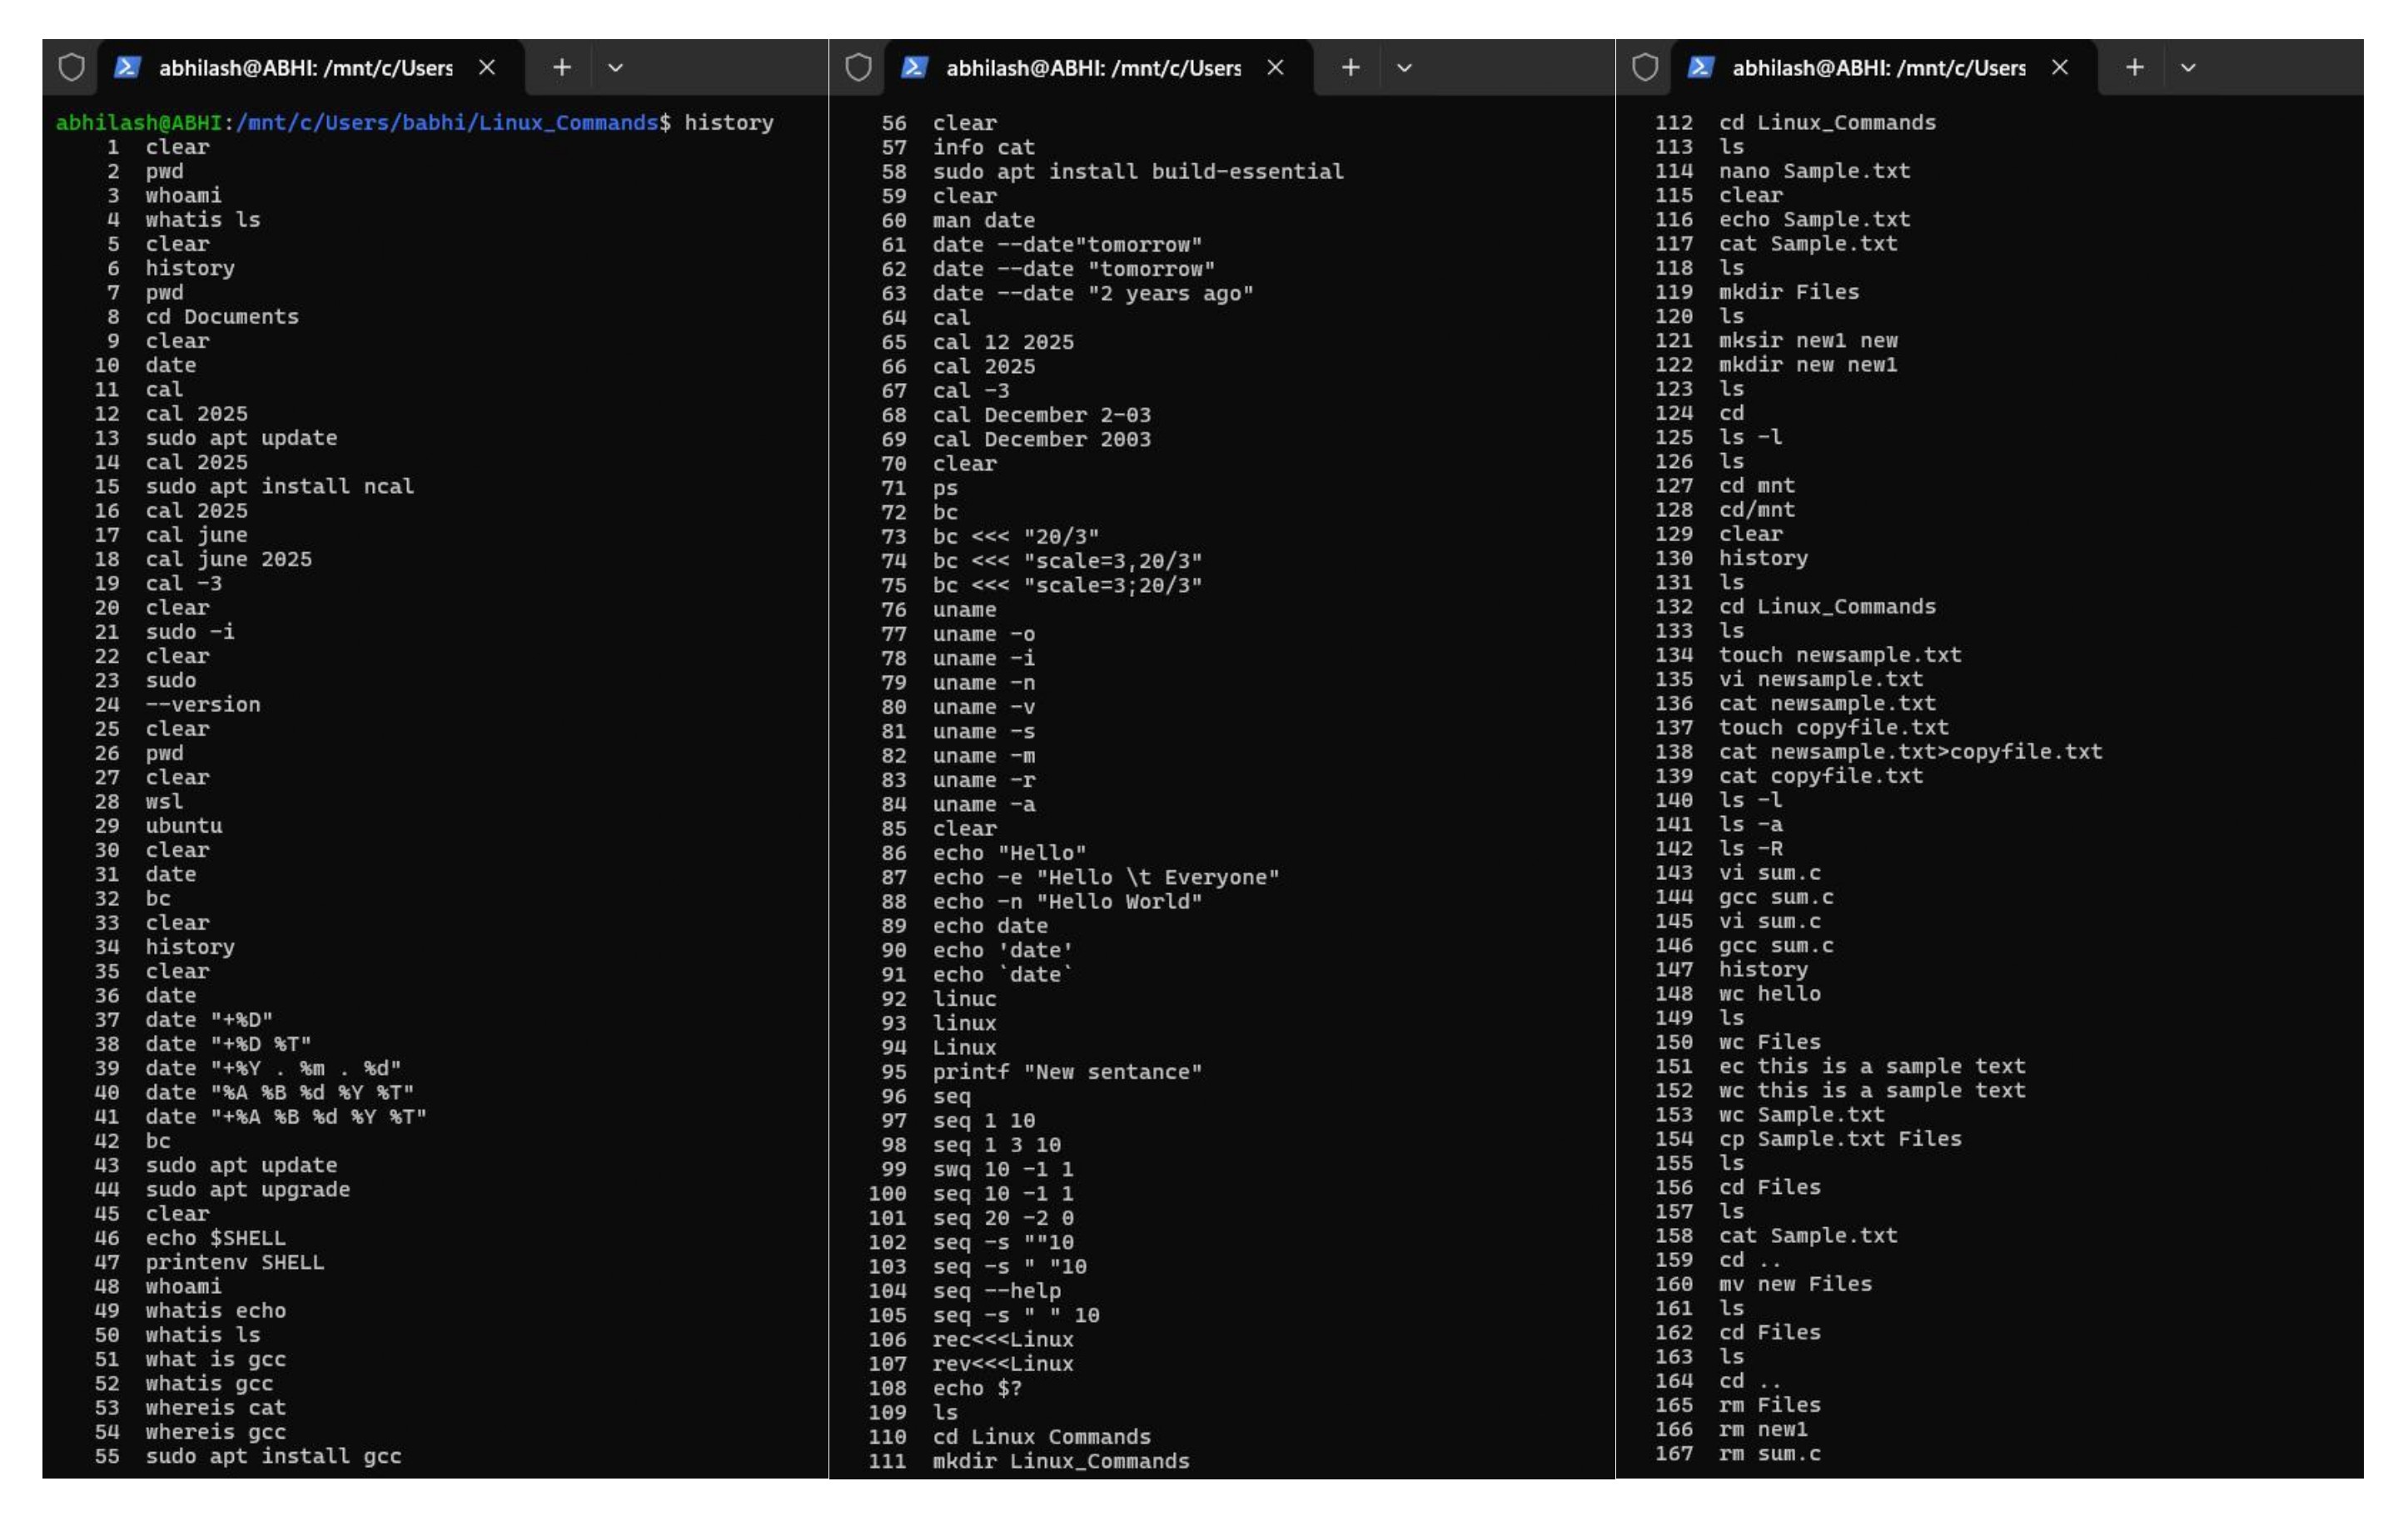 abhilash@ABHI: /mnt/c/Users
abhilash@ABHI:/mnt/c/Users/babhi/Linux_Commands$ history
1 clear
2 pwd
3 whoami
4 whatis ls
5 clear
6 history
7 pwd
8 cd Documents
9 clear
10 date
11 cal
12 cal 2025
13 sudo apt update
14 cal 2025
15 sudo apt install ncal
16 cal 2025
17 cal june
18 cal june 2025
19 cal -3
20 clear
21 sudo -i
22 clear
23 sudo
24 --version
25 clear
26 pwd
27 clear
28 wsl
29 ubuntu
30 clear
31 date
32 bc
33 clear
34 history
35 clear
36 date
37 date "+%D"
38 date "+%D %T"
39 date "+%Y . %m . %d"
40 date "%A %B %d %Y %T"
41 date "+%A %B %d %Y %T"
42 bc
43 sudo apt update
44 sudo apt upgrade
45 clear
46 echo $SHELL
47 printenv SHELL
48 whoami
49 whatis echo
50 whatis ls
51 what is gcc
52 whatis gcc
53 whereis cat
54 whereis gcc
55 sudo apt install gcc
abhilash@ABHI: /mnt/c/Users
56 clear
57 info cat
58 sudo apt install build-essential
59 clear
60 man date
61 date --date"tomorrow"
62 date --date "tomorrow"
63 date --date "2 years ago"
64 cal
65 cal 12 2025
66 cal 2025
67 cal -3
68 cal December 2-03
69 cal December 2003
70 clear
71 ps
72 bc
73 bc <<< "20/3"
74 bc <<< "scale=3,20/3"
75 bc <<< "scale=3;20/3"
76 uname
77 uname -o
78 uname -i
79 uname -n
80 uname -v
81 uname -s
82 uname -m
83 uname -r
84 uname -a
85 clear
86 echo "Hello"
87 echo -e "Hello \t Everyone"
88 echo -n "Hello World"
89 echo date
90 echo 'date'
91 echo `date`
92 linuc
93 linux
94 Linux
95 printf "New sentance"
96 seq
97 seq 1 10
98 seq 1 3 10
99 swq 10 -1 1
100 seq 10 -1 1
101 seq 20 -2 0
102 seq -s ""10
103 seq -s " "10
104 seq --help
105 seq -s " " 10
106 rec<<<Linux
107 rev<<<Linux
108 echo $?
109 ls
110 cd Linux Commands
111 mkdir Linux_Commands
abhilash@ABHI: /mnt/c/Users
112 cd Linux_Commands
113 ls
114 nano Sample.txt
115 clear
116 echo Sample.txt
117 cat Sample.txt
118 ls
119 mkdir Files
120 ls
121 mksir new1 new
122 mkdir new new1
123 ls
124 cd
125 ls -l
126 ls
127 cd mnt
128 cd/mnt
129 clear
130 history
131 ls
132 cd Linux_Commands
133 ls
134 touch newsample.txt
135 vi newsample.txt
136 cat newsample.txt
137 touch copyfile.txt
138 cat newsample.txt>copyfile.txt
139 cat copyfile.txt
140 ls -l
141 ls -a
142 ls -R
143 vi sum.c
144 gcc sum.c
145 vi sum.c
146 gcc sum.c
147 history
148 wc hello
149 ls
150 wc Files
151 ec this is a sample text
152 wc this is a sample text
153 wc Sample.txt
154 cp Sample.txt Files
155 ls
156 cd Files
157 ls
158 cat Sample.txt
159 cd ..
160 mv new Files
161 ls
162 cd Files
163 ls
164 cd ..
165 rm Files
166 rm new1
167 rm sum.c